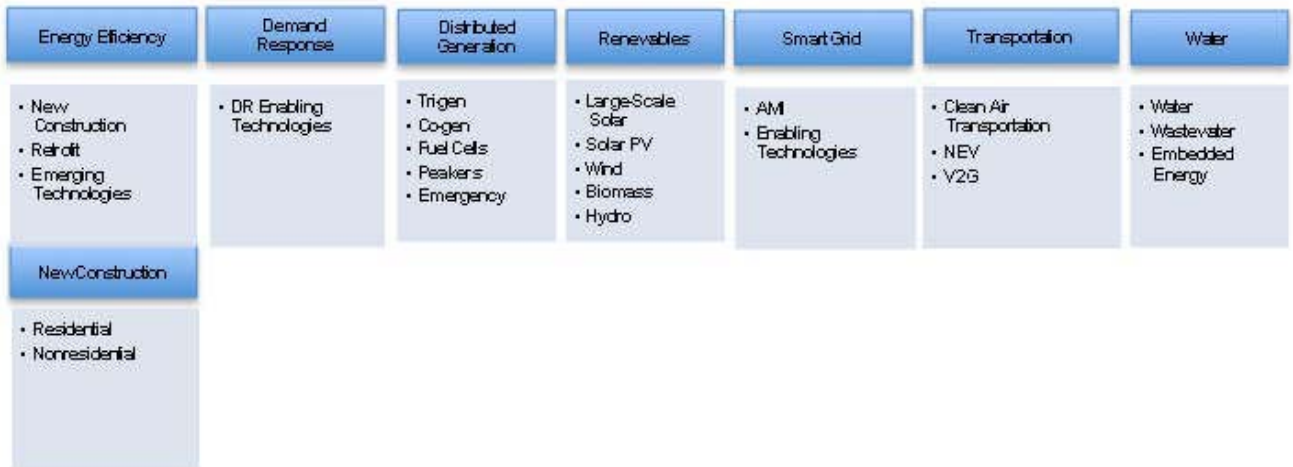 Energy Efficiency
Demand
Response
Distributed
Generation
Renewables
Smart Grid
Transportation
Water
• New
Construction
• Retrofit
• Emerging
Technologies
• DR Enabling
Technologies
• Trigen
• Co-gen
• Fuel Cells
• Peakers
• Emergency
• Large-Scale
Solar
• Solar PV
• Wind
• Biomass
• Hydro
• AMI
• Enabling
Technologies
• Clean Air
Transportation
• NEV
• V2G
• Water
• Wastewater
• Embedded
Energy
New Construction
• Residential
• Nonresidential